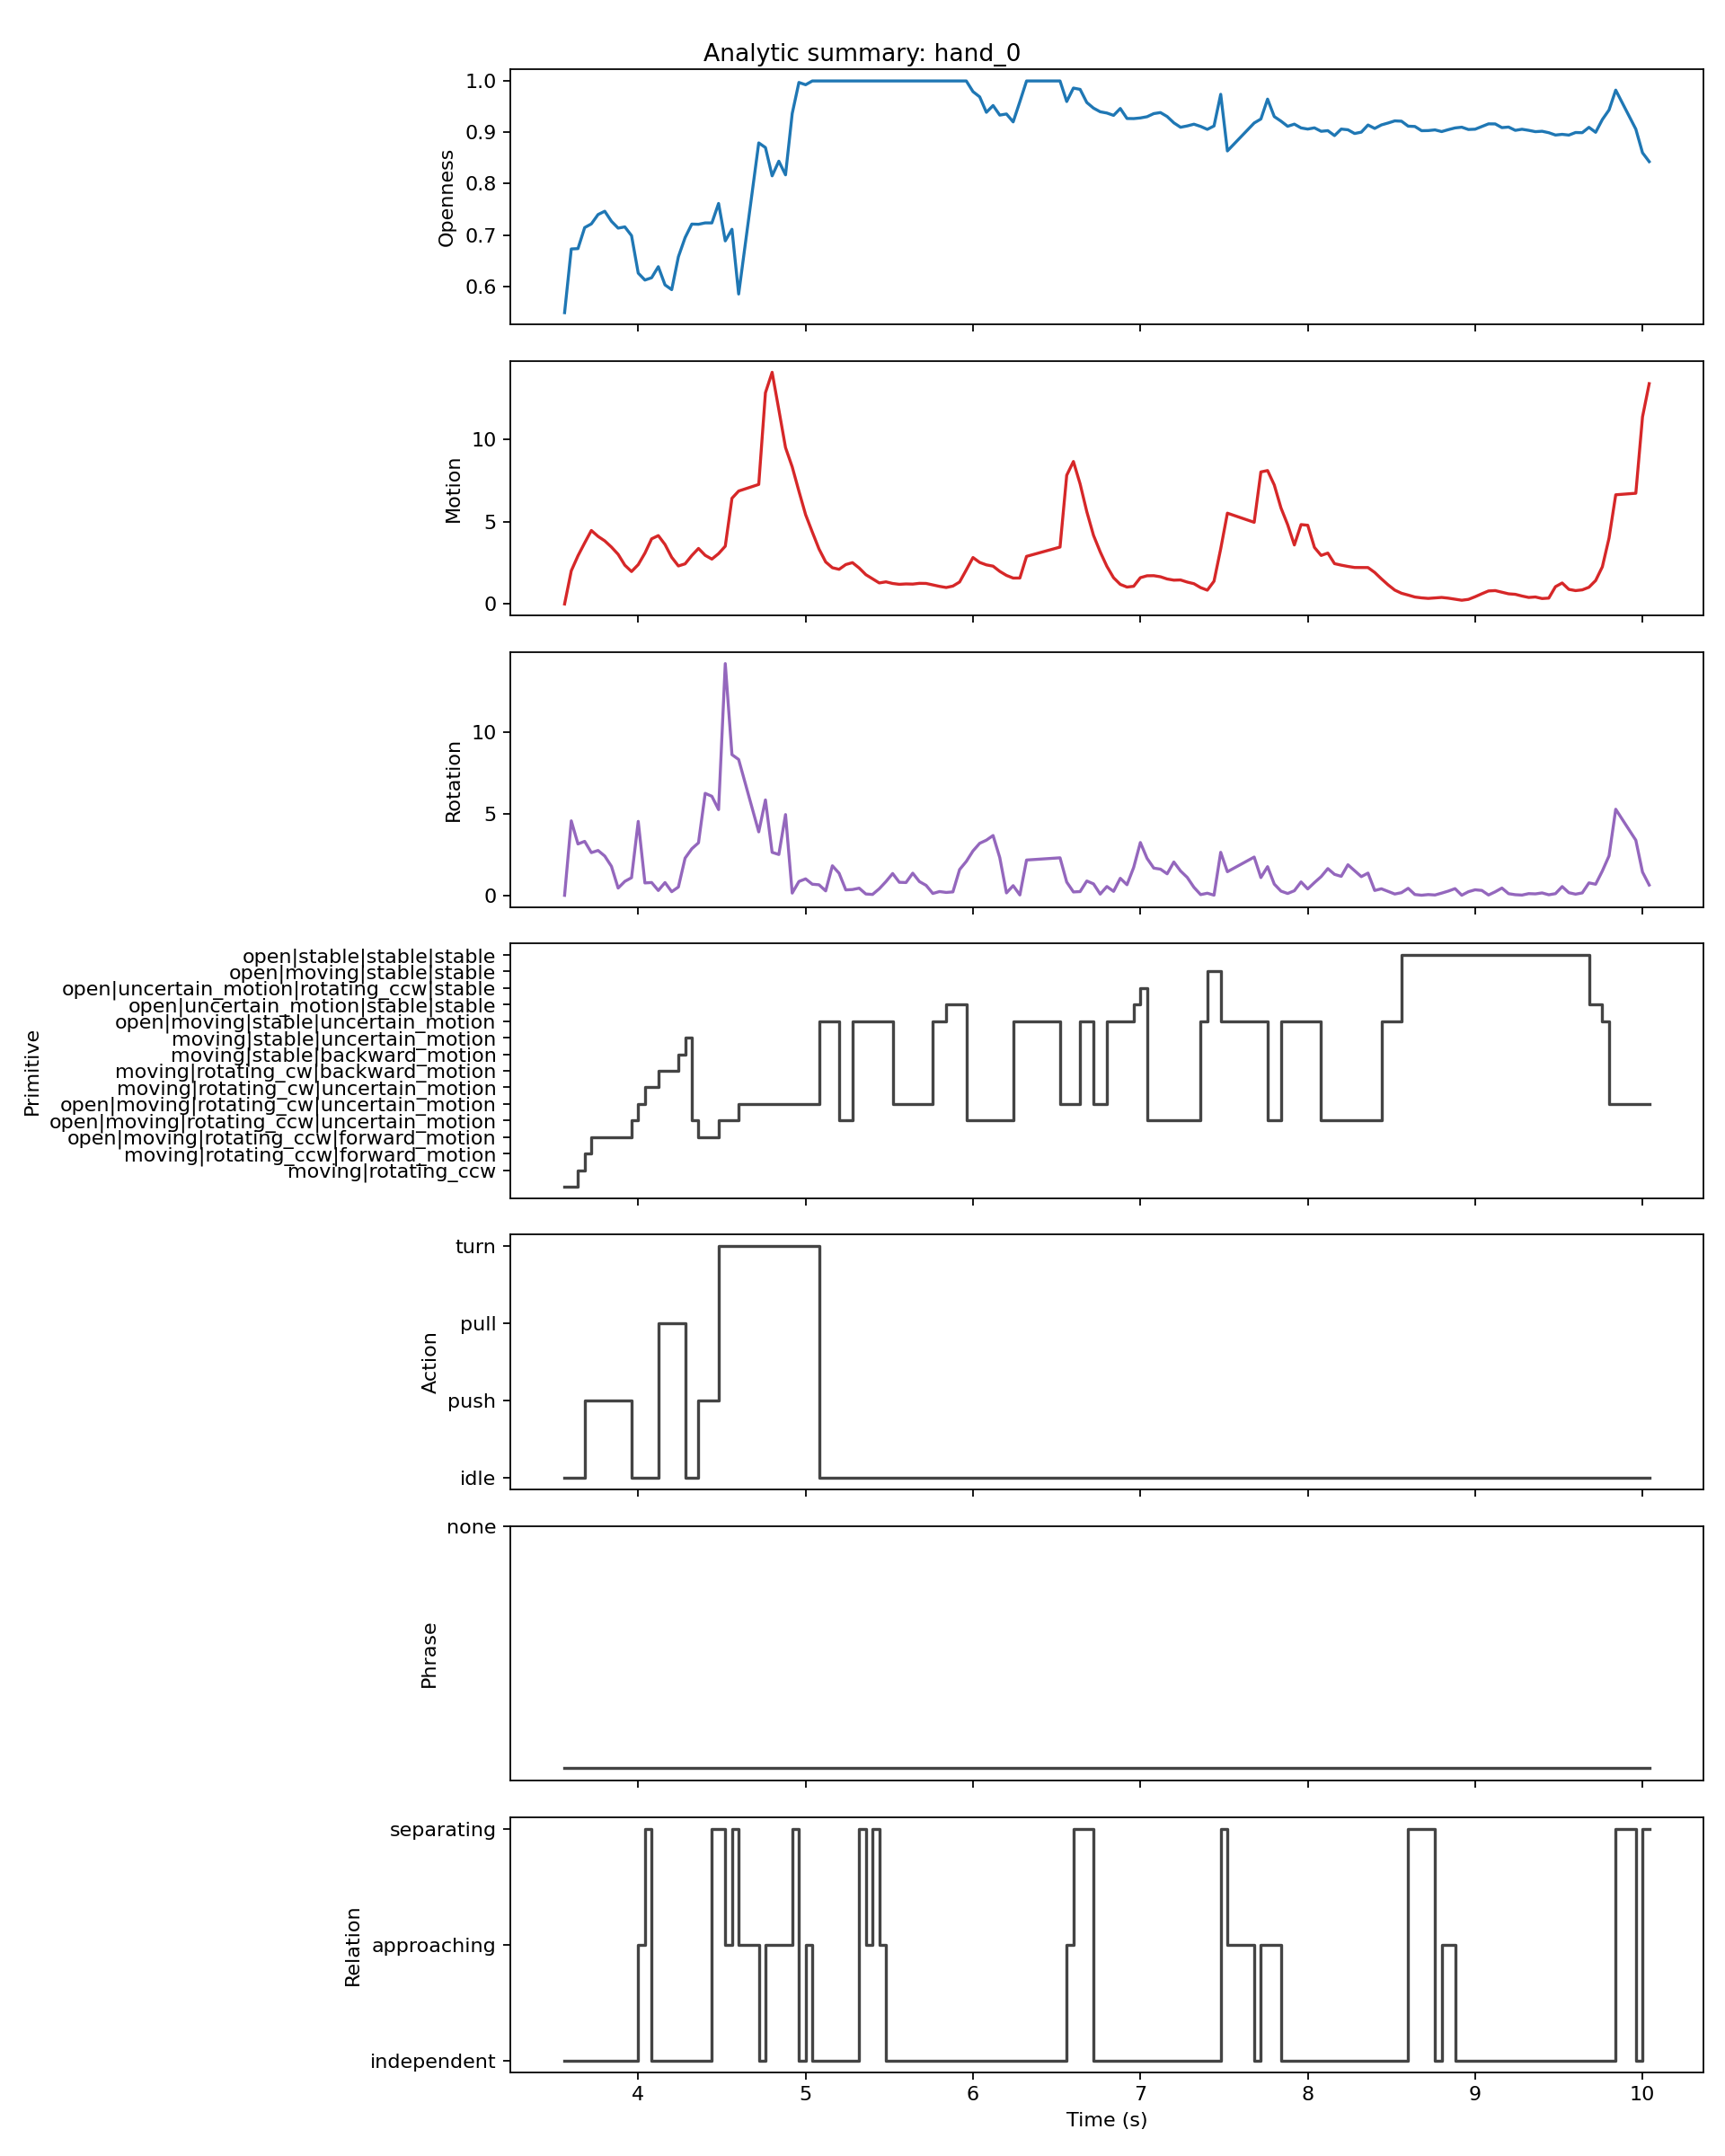 Analytic summary: hand_0
1.0
0.9
0.8
0.7
0.6
Openness
10
5
0
Motion
10
5
0
Rotation
open|stable|stable|stable
open|moving|stable|stable
open|uncertain_motion|rotating_ccw|stable
open|uncertain_motion|stable|stable
open|moving|stable|uncertain_motion
moving|stable|uncertain_motion
moving|stable|backward_motion
moving|rotating_cw|backward_motion
moving|rotating_cw|uncertain_motion
open|moving|rotating_cw|uncertain_motion
open|moving|rotating_ccw|uncertain_motion
open|moving|rotating_ccw|forward_motion
moving|rotating_ccw|forward_motion
moving|rotating_ccw
Primitive
turn
pull
push
idle
Action
none
Phrase
separating
approaching
independent
Relation
4 5 6 7 8 9 10
Time (s)